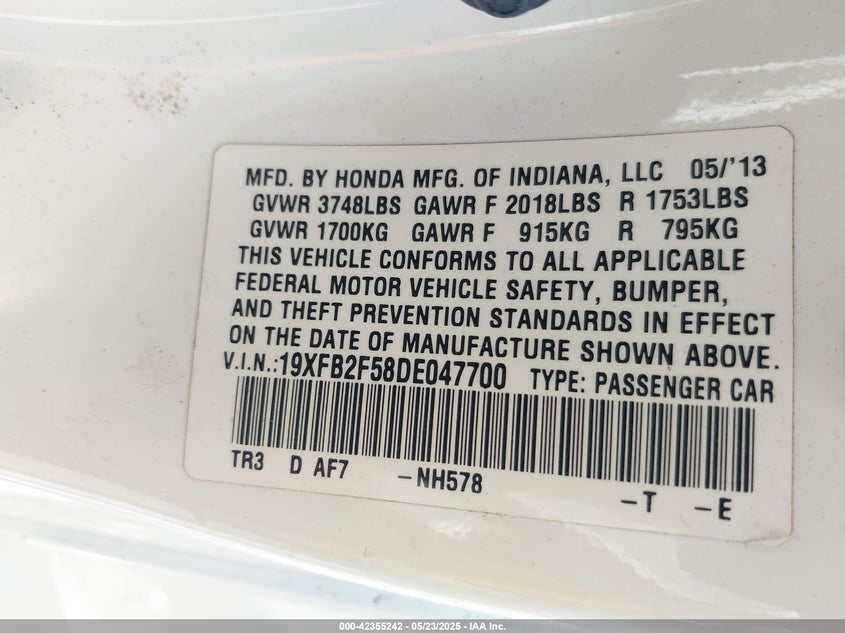 MFD. BY HONDA MFG. OF INDIANA, LLC 05/'13
GVWR 3748LBS GAWR F 2018LBS R 1753LBS
GVWR 1700KG GAWR F 915KG R 795KG
THIS VEHICLE CONFORMS TO ALL APPLICABLE
FEDERAL MOTOR VEHICLE SAFETY, BUMPER,
AND THEFT PREVENTION STANDARDS IN EFFECT
ON THE DATE OF MANUFACTURE SHOWN ABOVE.
V.I.N.:19XFB2F58DE047700 TYPE: PASSENGER CAR
TR3 D AF7 -NH578 -T -E
000-42355242 - 05/23/2025 - IAA Inc.